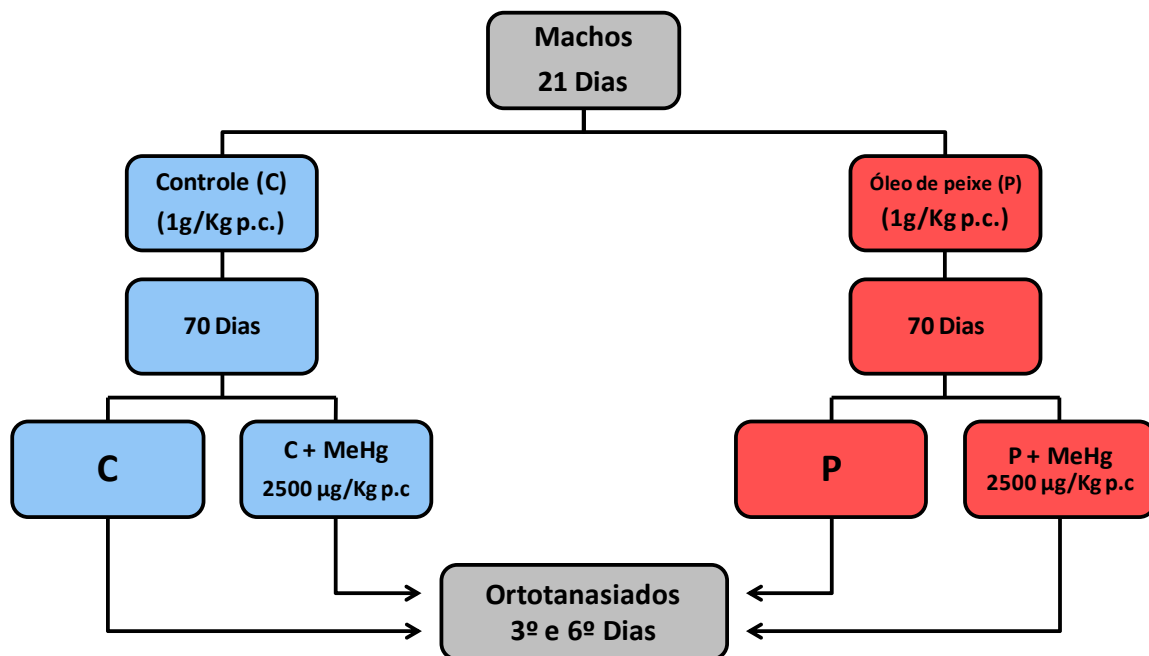 Machos
21 Dias
Controle (C)
(1g/Kg p.c.)
Óleo de peixe (P)
(1g/Kg p.c.)
70 Dias
70 Dias
C
C + MeHg
2500 µg/Kg p.c
P
P + MeHg
2500 µg/Kg p.c
Ortotanasiados
3º e 6º Dias